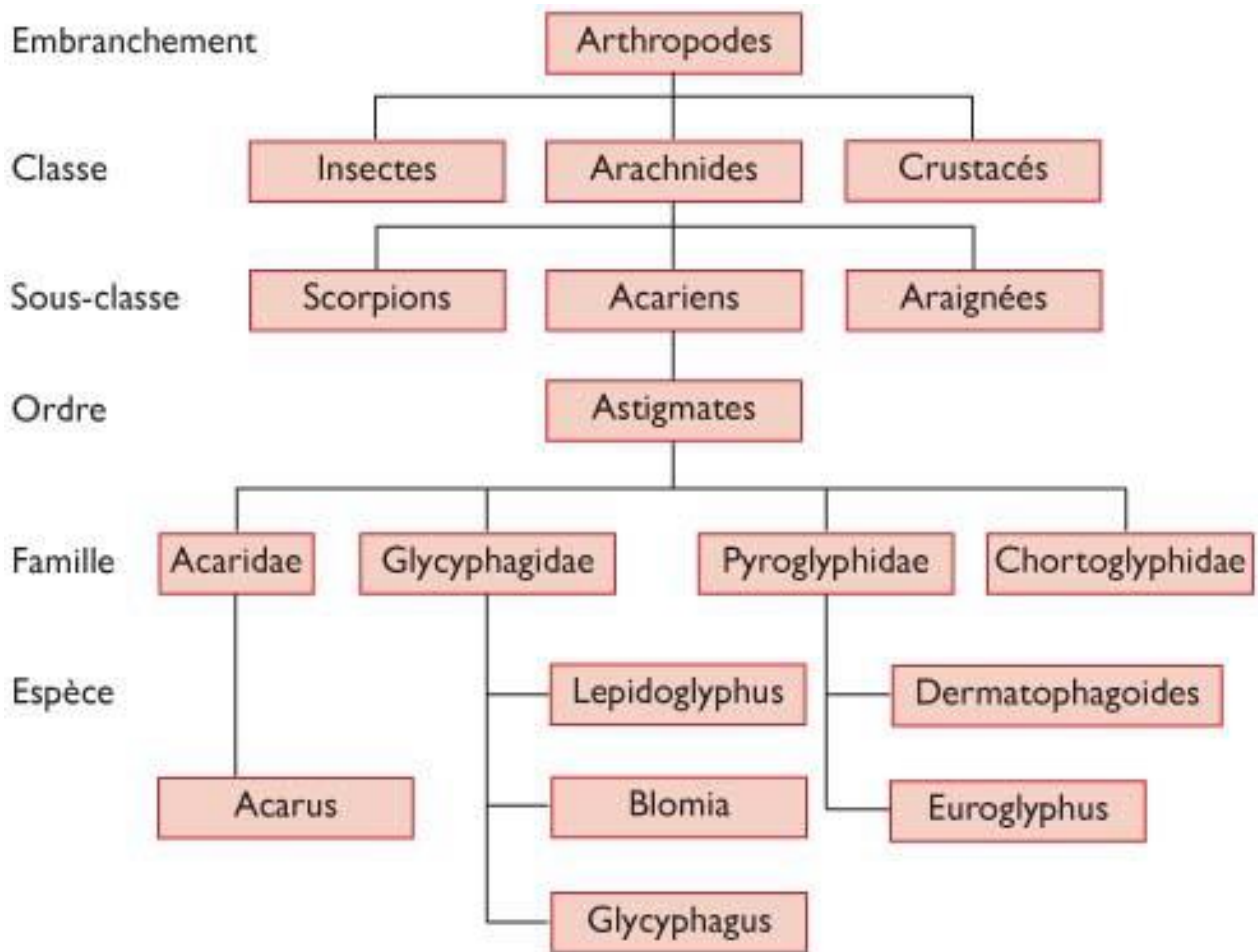 Embranchement Arthropodes
Classe Insectes Arachnides Crustacés
Sous-classe Scorpions Acariens Araignées
Ordre Astigmates
Famille Acaridae Glycyphagidae Pyroglyphidae Chortoglyphidae
Espèce Lepidoglyphus Dermatophagoides
Acarus Blomia Euroglyphus
Glycyphagus